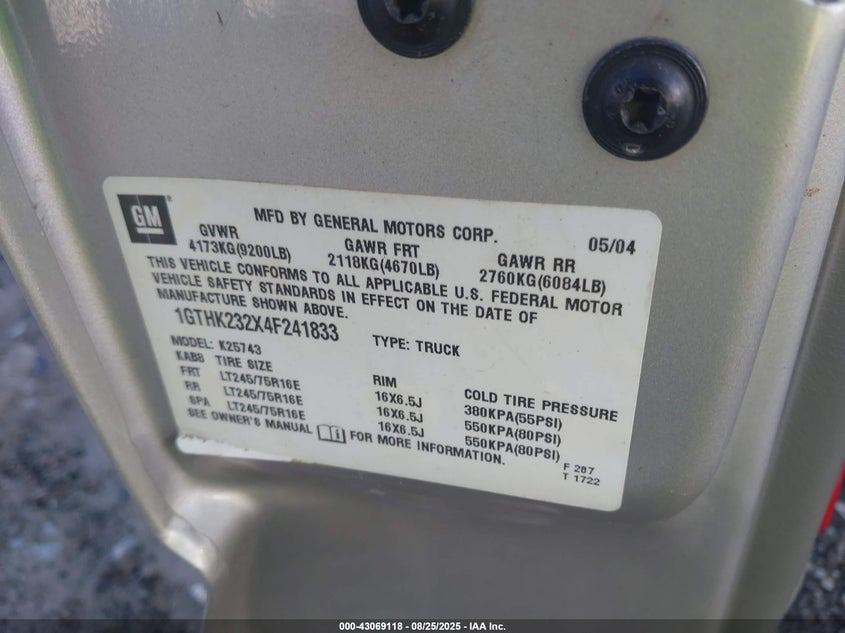 GM
MFD BY GENERAL MOTORS CORP. 05/04
GVWR GAWR FRT GAWR RR
4173KG(9200LB) 2118KG(4670LB) 2760KG(6084LB)
THIS VEHICLE CONFORMS TO ALL APPLICABLE U.S. FEDERAL MOTOR
VEHICLE SAFETY STANDARDS IN EFFECT ON THE DATE OF
MANUFACTURE SHOWN ABOVE.
1GTHK232X4F241833 TYPE: TRUCK
MODEL: K25743
KAB8 TIRE SIZE RIM COLD TIRE PRESSURE
FRT LT245/75R16E 16X6.5J 380KPA(55PSI)
RR LT245/75R16E 16X6.5J 550KPA(80PSI)
SPA LT245/75R16E 16X6.5J 550KPA(80PSI)
SEE OWNER'S MANUAL FOR MORE INFORMATION.
F 287
T 1722
000-43069118 - 08/25/2025 - IAA Inc.